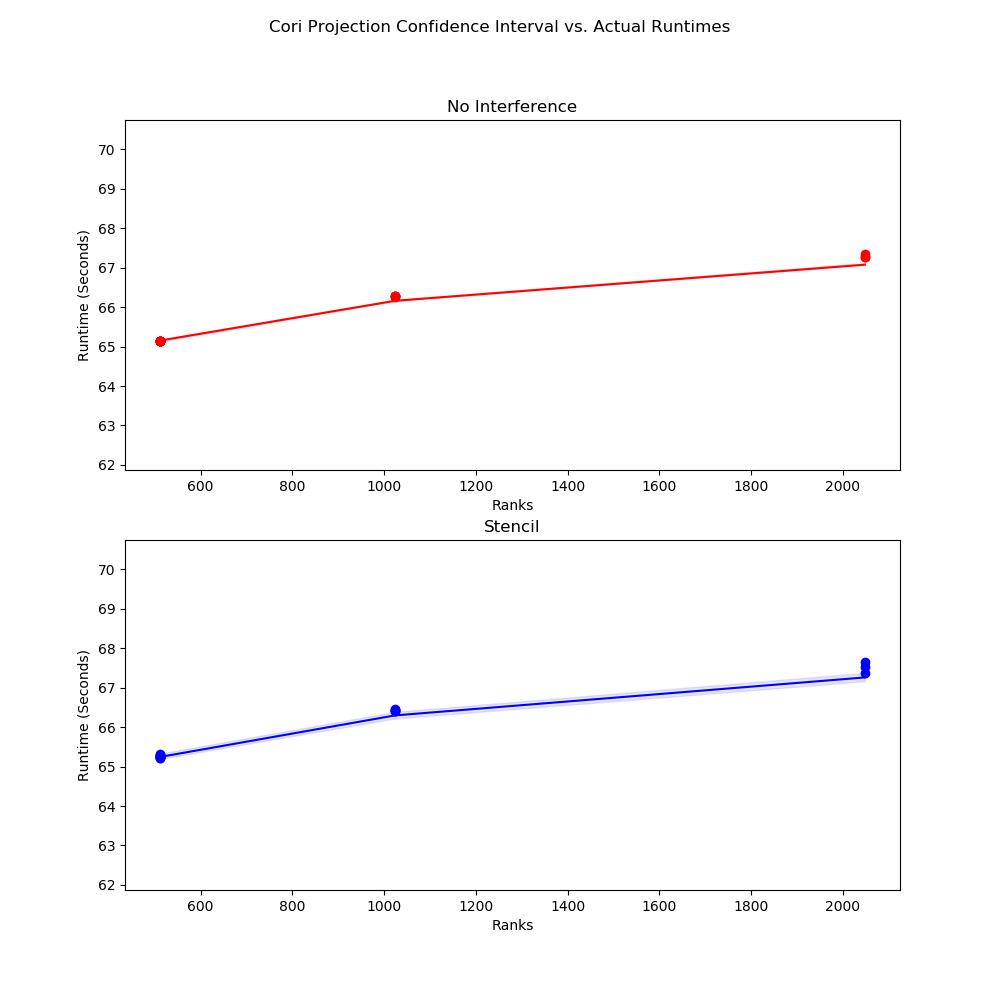 Cori Projection Confidence Interval vs. Actual Runtimes
No Interference
70
69
68
67
66
65
64
63
62
Runtime (Seconds)
600 800 1000 1200 1400 1600 1800 2000
Ranks
Stencil
70
69
68
67
66
65
64
63
62
Runtime (Seconds)
600 800 1000 1200 1400 1600 1800 2000
Ranks